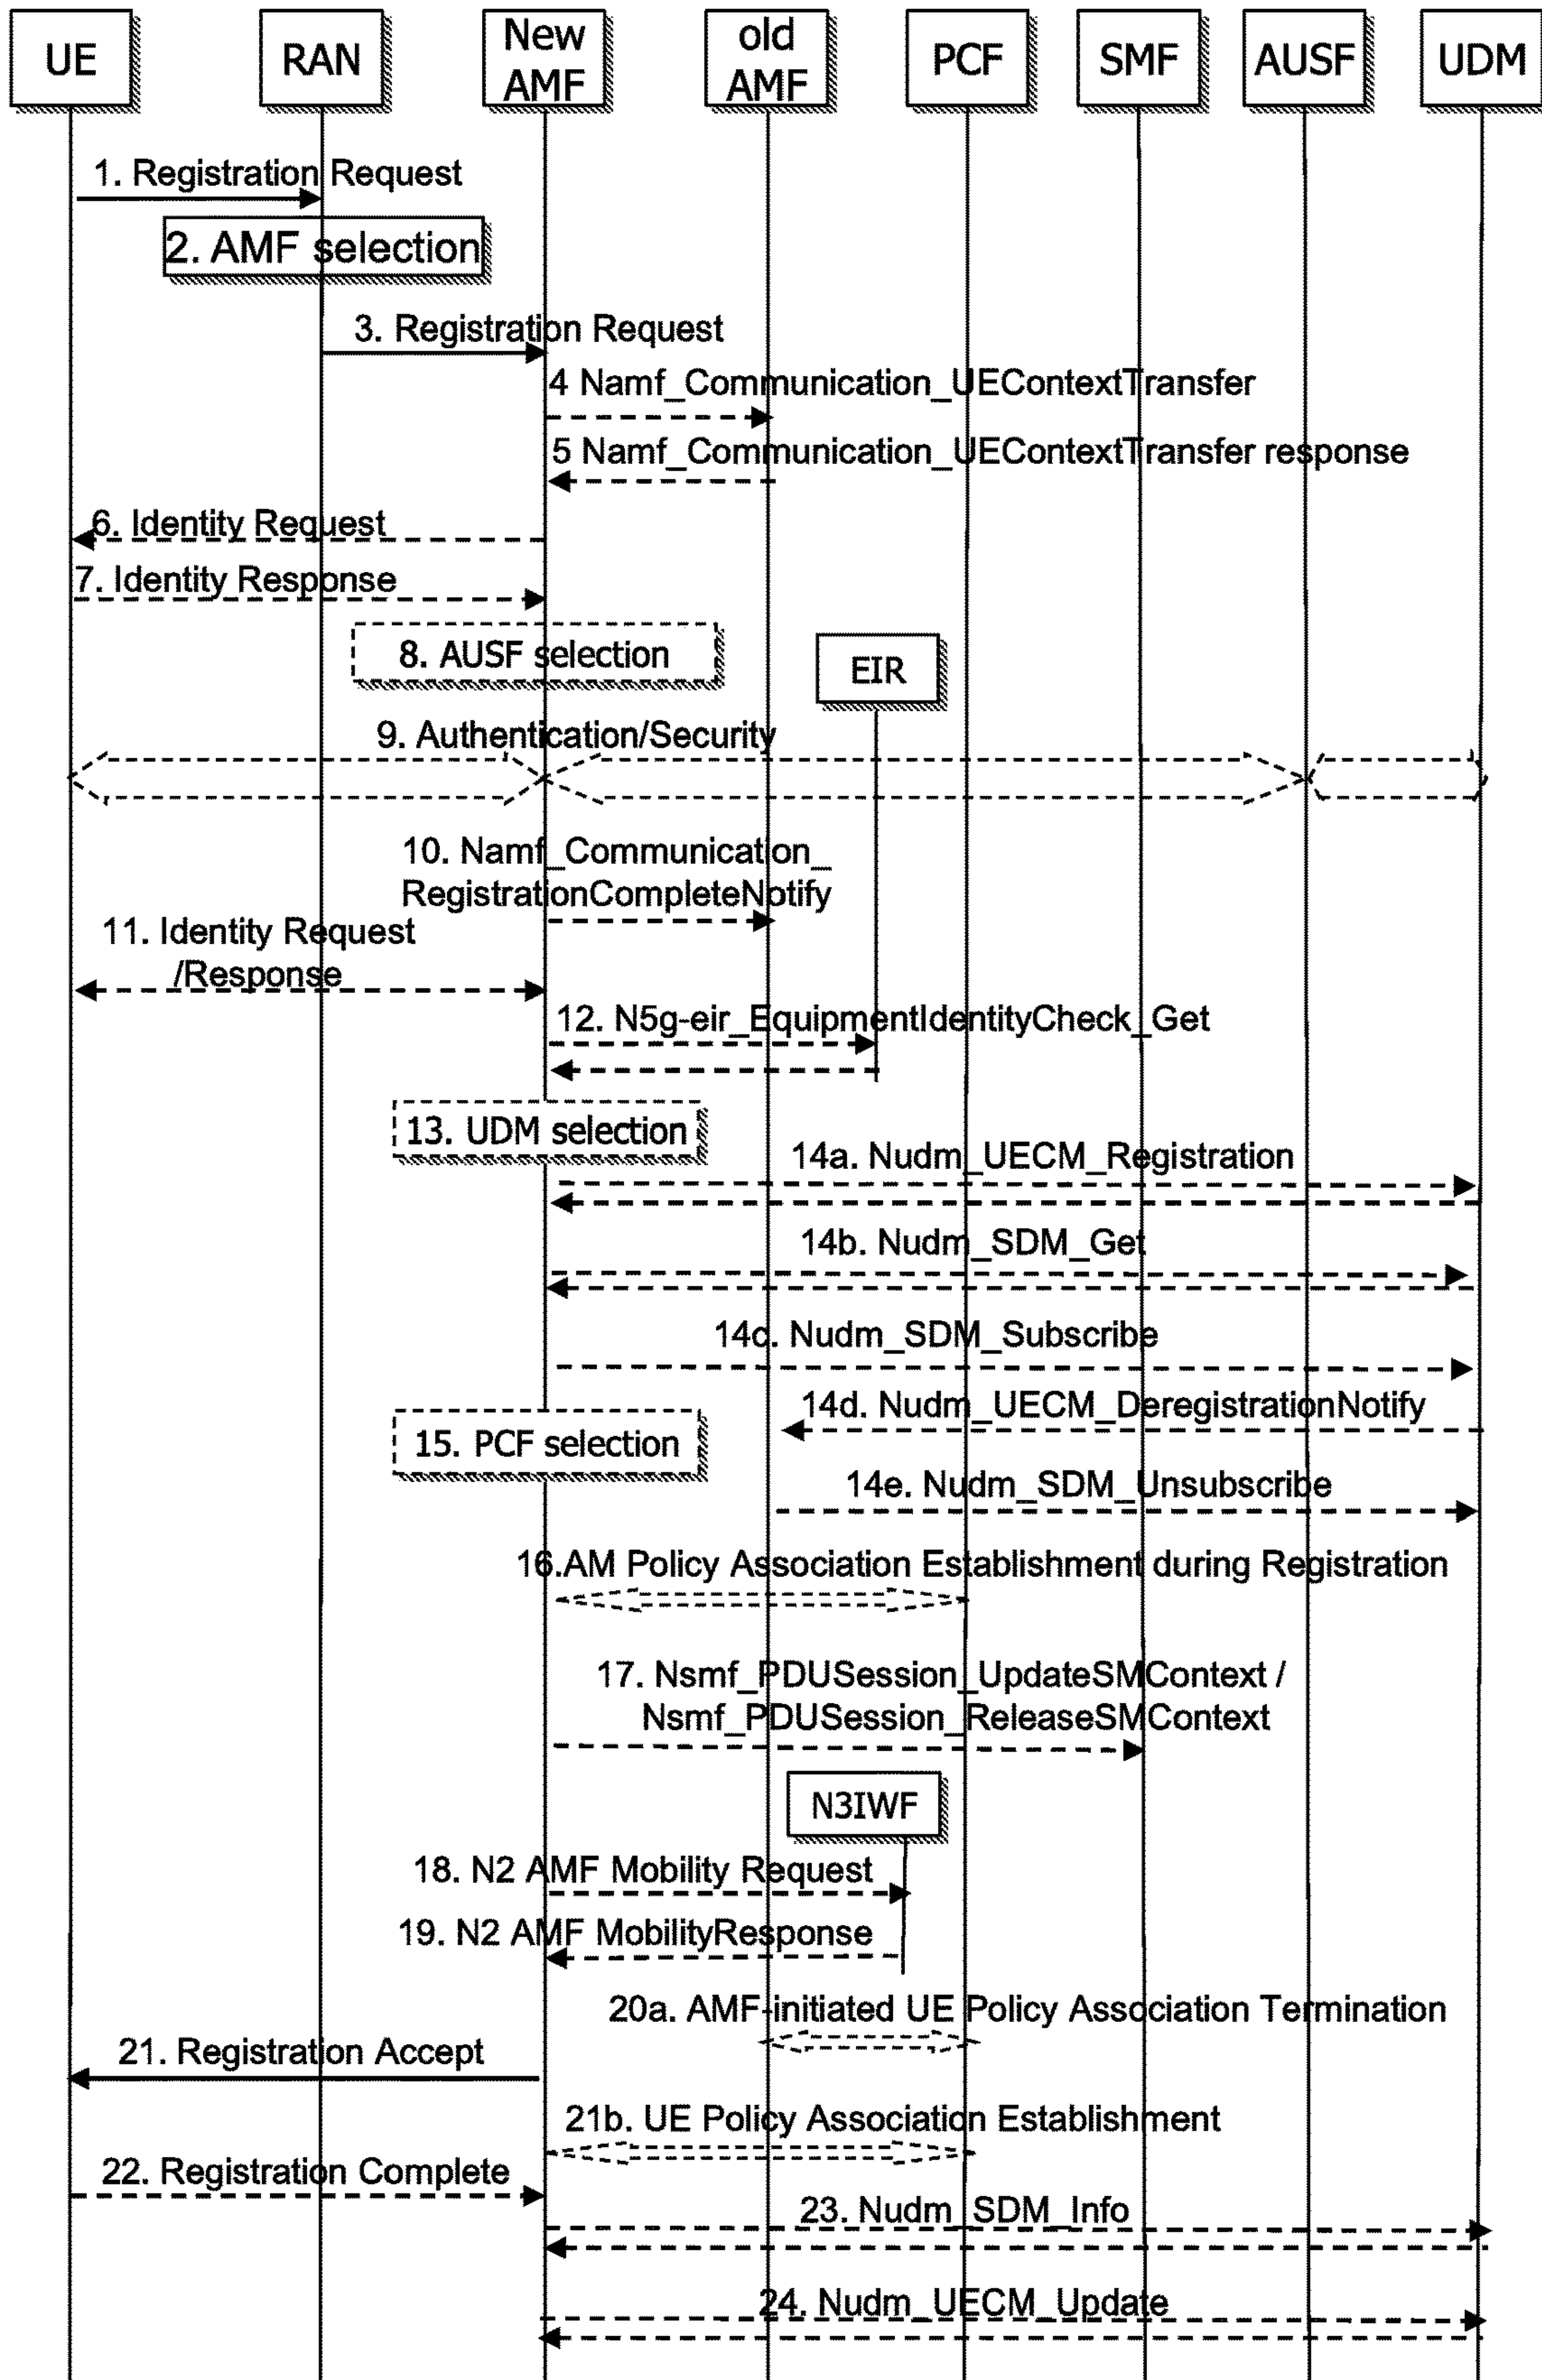 UE
RAN
New
AMF
old
AMF
PCF
SMF
AUSF
UDM
1. Registration Request
2. AMF selection
3. Registration Request
4 Namf_Communication_UEContextTransfer
5 Namf_Communication_UEContextTransfer response
6. Identity Request
7. Identity Response
8. AUSF selection
EIR
9. Authentication/Security
10. Namf_Communication_
RegistrationCompleteNotify
11. Identity Request
/Response
12. N5g-eir_EquipmentIdentityCheck_Get
13. UDM selection
14a. Nudm_UECM_Registration
14b. Nudm_SDM_Get
14c. Nudm_SDM_Subscribe
14d. Nudm_UECM_DeregistrationNotify
15. PCF selection
14e. Nudm_SDM_Unsubscribe
16.AM Policy Association Establishment during Registration
17. Nsmf_PDUSession_UpdateSMContext /
Nsmf_PDUSession_ReleaseSMContext
N3IWF
18. N2 AMF Mobility Request
19. N2 AMF MobilityResponse
20a. AMF-initiated UE Policy Association Termination
21. Registration Accept
21b. UE Policy Association Establishment
22. Registration Complete
23. Nudm_SDM_Info
24. Nudm_UECM_Update